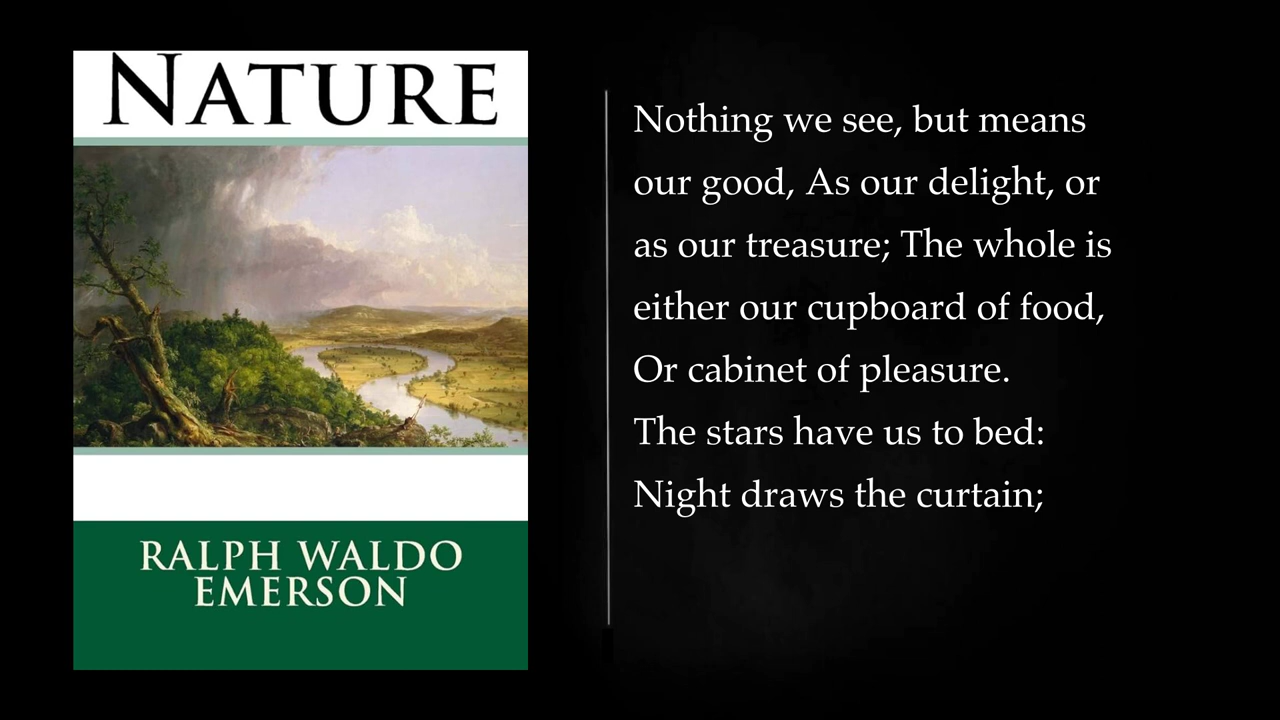 NATURE
RALPH WALDO
EMERSON
Nothing we see, but means
our good, As our delight, or
as our treasure; The whole is
either our cupboard of food,
Or cabinet of pleasure.
The stars have us to bed:
Night draws the curtain;